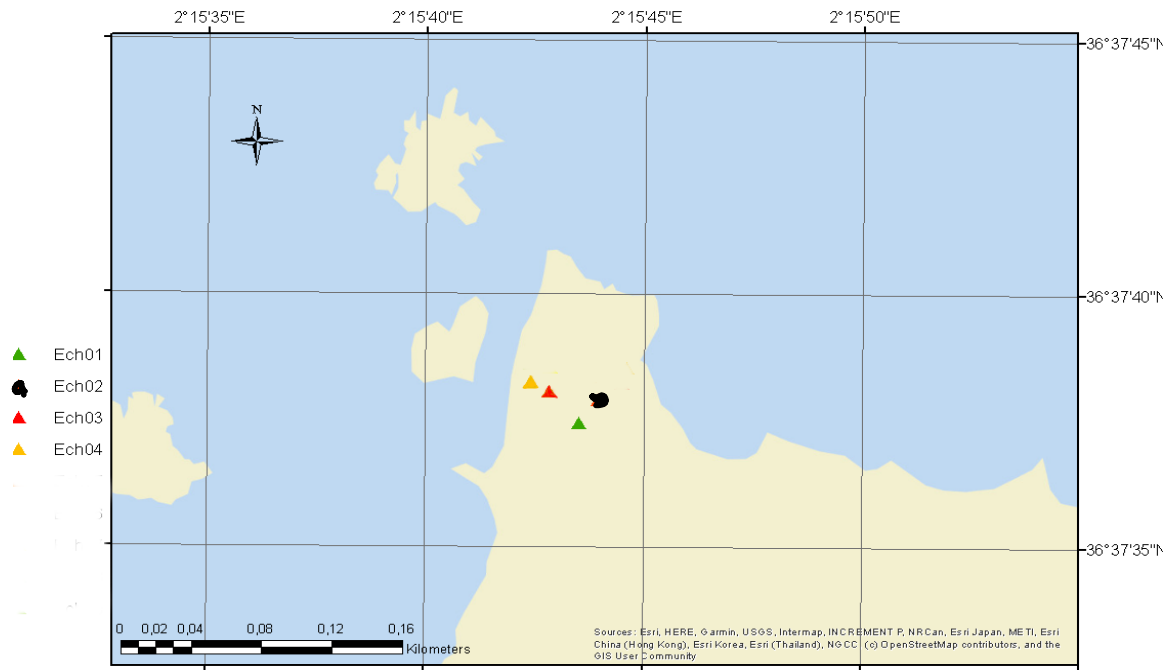 2°15'35"E 2°15'40"E 2°15'45"E 2°15'50"E
36°37'45"N
N
36°37'40"N
Ech01
Ech02
Ech03
Ech04
36°37'35"N
0 0,02 0,04 0,08 0,12 0,16
Kilometers
Sources: Esri, HERE, Garmin, USGS, Intermap, INCREMENT P, NRCan, Esri Japan, METI, Esri
China (Hong Kong), Esri Korea, Esri (Thailand), NGCC, (c) OpenStreetMap contributors, and the
GIS User Community